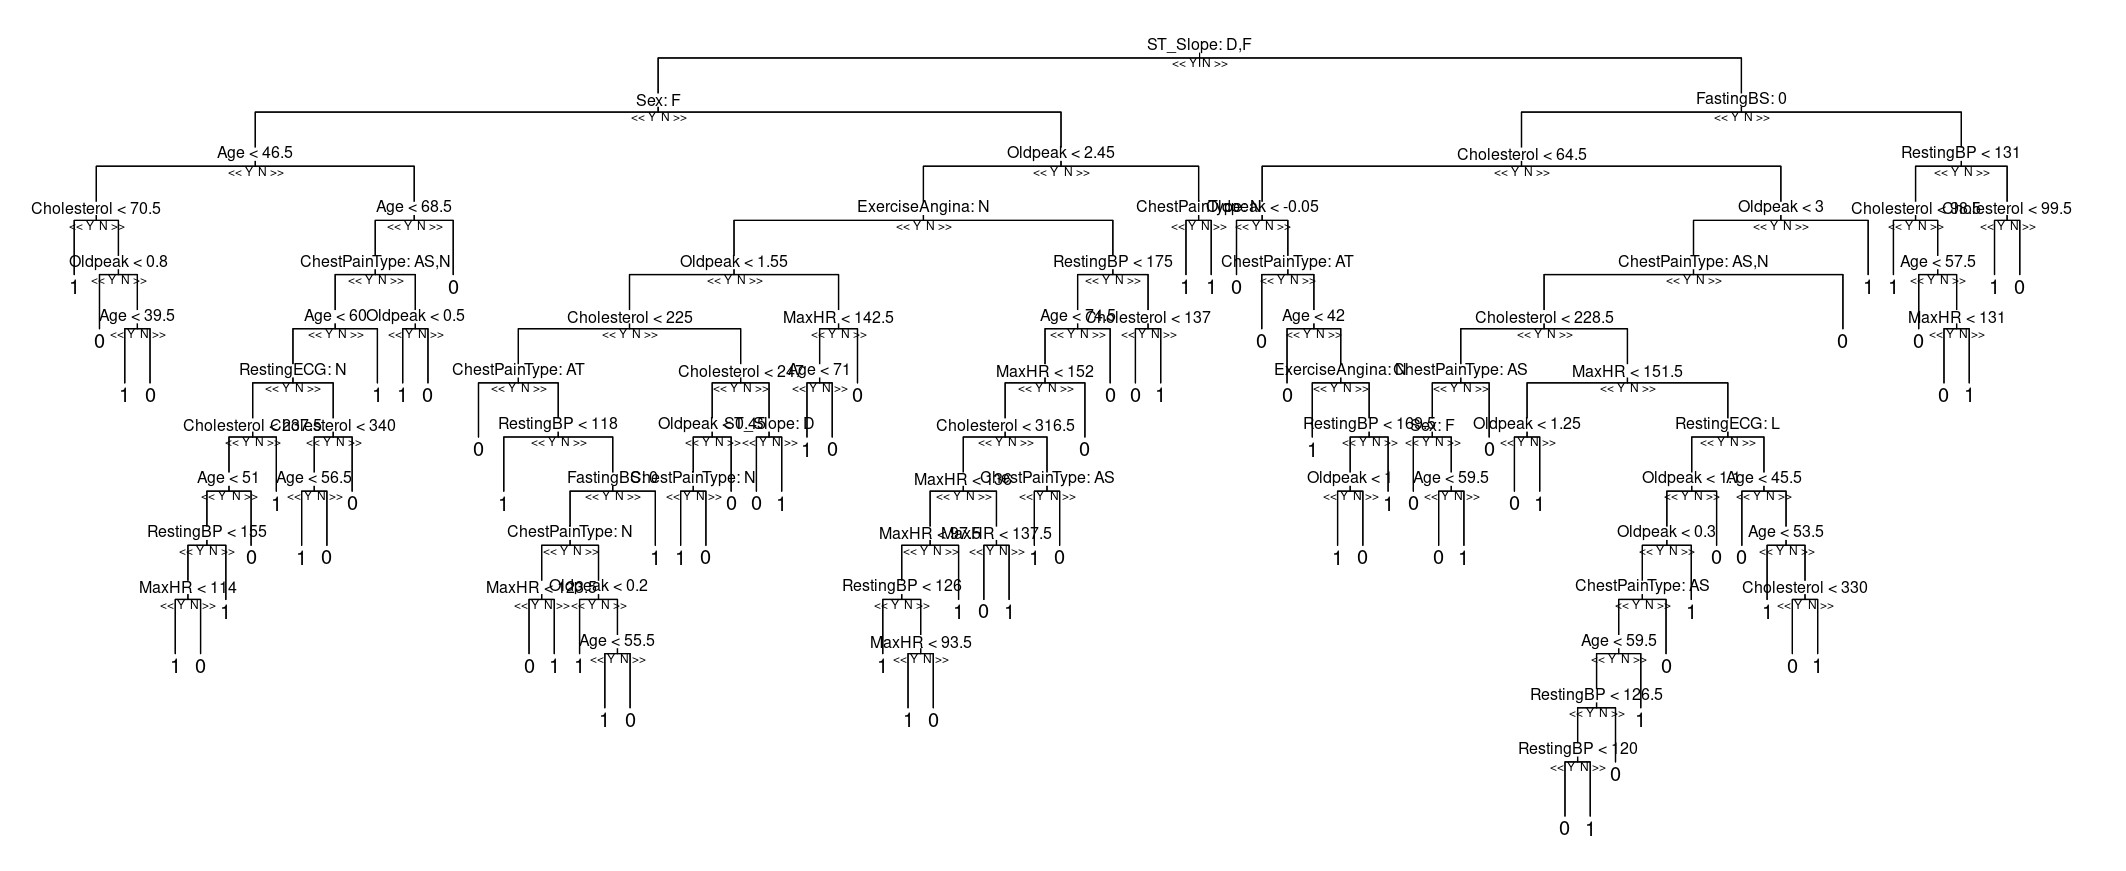 ST_Slope: D,F
<< Y N >>
Sex: F FastingBS: 0
<< Y N >> << Y N >>
Age < 46.5 Oldpeak < 2.45 Cholesterol < 64.5 RestingBP < 131
<< Y N >> << Y N >> << Y N >> << Y N >>
Cholesterol < 70.5 Age < 68.5 ExerciseAngina: N ChestPainType: N Oldpeak < -0.05 Oldpeak < 3 Cholesterol < 98.5 Cholesterol < 99.5
<< Y N >> << Y N >> << Y N >> << Y N >> << Y N >> << Y N >> << Y N >> << Y N >>
Oldpeak < 0.8 ChestPainType: AS,N Oldpeak < 1.55 RestingBP < 175 ChestPainType: AT ChestPainType: AS,N Age < 57.5
<< Y N >> << Y N >> << Y N >> << Y N >> << Y N >> << Y N >> << Y N >>
1 0 1 1 0 1 1 1 0
Age < 39.5 Age < 60 Oldpeak < 0.5 Cholesterol < 225 MaxHR < 142.5 Age < 74.5 Cholesterol < 137 Age < 42 Cholesterol < 228.5 MaxHR < 131
<< Y N >> << Y N >> << Y N >> << Y N >> << Y N >> << Y N >> << Y N >> << Y N >> << Y N >> << Y N >>
0 0 0 0
RestingECG: N ChestPainType: AT Cholesterol < 247 Age < 71 MaxHR < 152 ExerciseAngina: N ChestPainType: AS MaxHR < 151.5
<< Y N >> << Y N >> << Y N >> << Y N >> << Y N >> << Y N >> << Y N >> << Y N >>
1 0 1 1 0 0 0 0 1 0 0 1
Cholesterol < 237.5 Cholesterol < 340 RestingBP < 118 Oldpeak < 0.45 ST_Slope: D Cholesterol < 316.5 RestingBP < 169.5 Sex: F Oldpeak < 1.25 RestingECG: L
<< Y N >> << Y N >> << Y N >> << Y N >> << Y N >> << Y N >> << Y N >> << Y N >> << Y N >> << Y N >>
0 1 0 0 1 0
Age < 51 Age < 56.5 FastingBS: 0 ChestPainType: N MaxHR < 136 ChestPainType: AS Oldpeak < 1 Age < 59.5 Oldpeak < 1.1 Age < 45.5
<< Y N >> << Y N >> << Y N >> << Y N >> << Y N >> << Y N >> << Y N >> << Y N >> << Y N >> << Y N >>
1 0 1 0 0 1 1 0 0 1
RestingBP < 155 ChestPainType: N MaxHR < 97.5 MaxHR < 137.5 Oldpeak < 0.3 Age < 53.5
<< Y N >> << Y N >> << Y N >> << Y N >> << Y N >> << Y N >>
0 1 0 1 1 0 1 0 1 0 0 1 0 0
MaxHR < 114 MaxHR < 123.5 Oldpeak < 0.2 RestingBP < 126 ChestPainType: AS Cholesterol < 330
<< Y N >> << Y N >> << Y N >> << Y N >> << Y N >> << Y N >>
1 1 0 1 1 1
Age < 55.5 MaxHR < 93.5 Age < 59.5
<< Y N >> << Y N >> << Y N >>
1 0 0 1 1 1 0 0 1
RestingBP < 126.5
<< Y N >>
1 0 1 0 1
RestingBP < 120
<< Y N >>
0
0 1